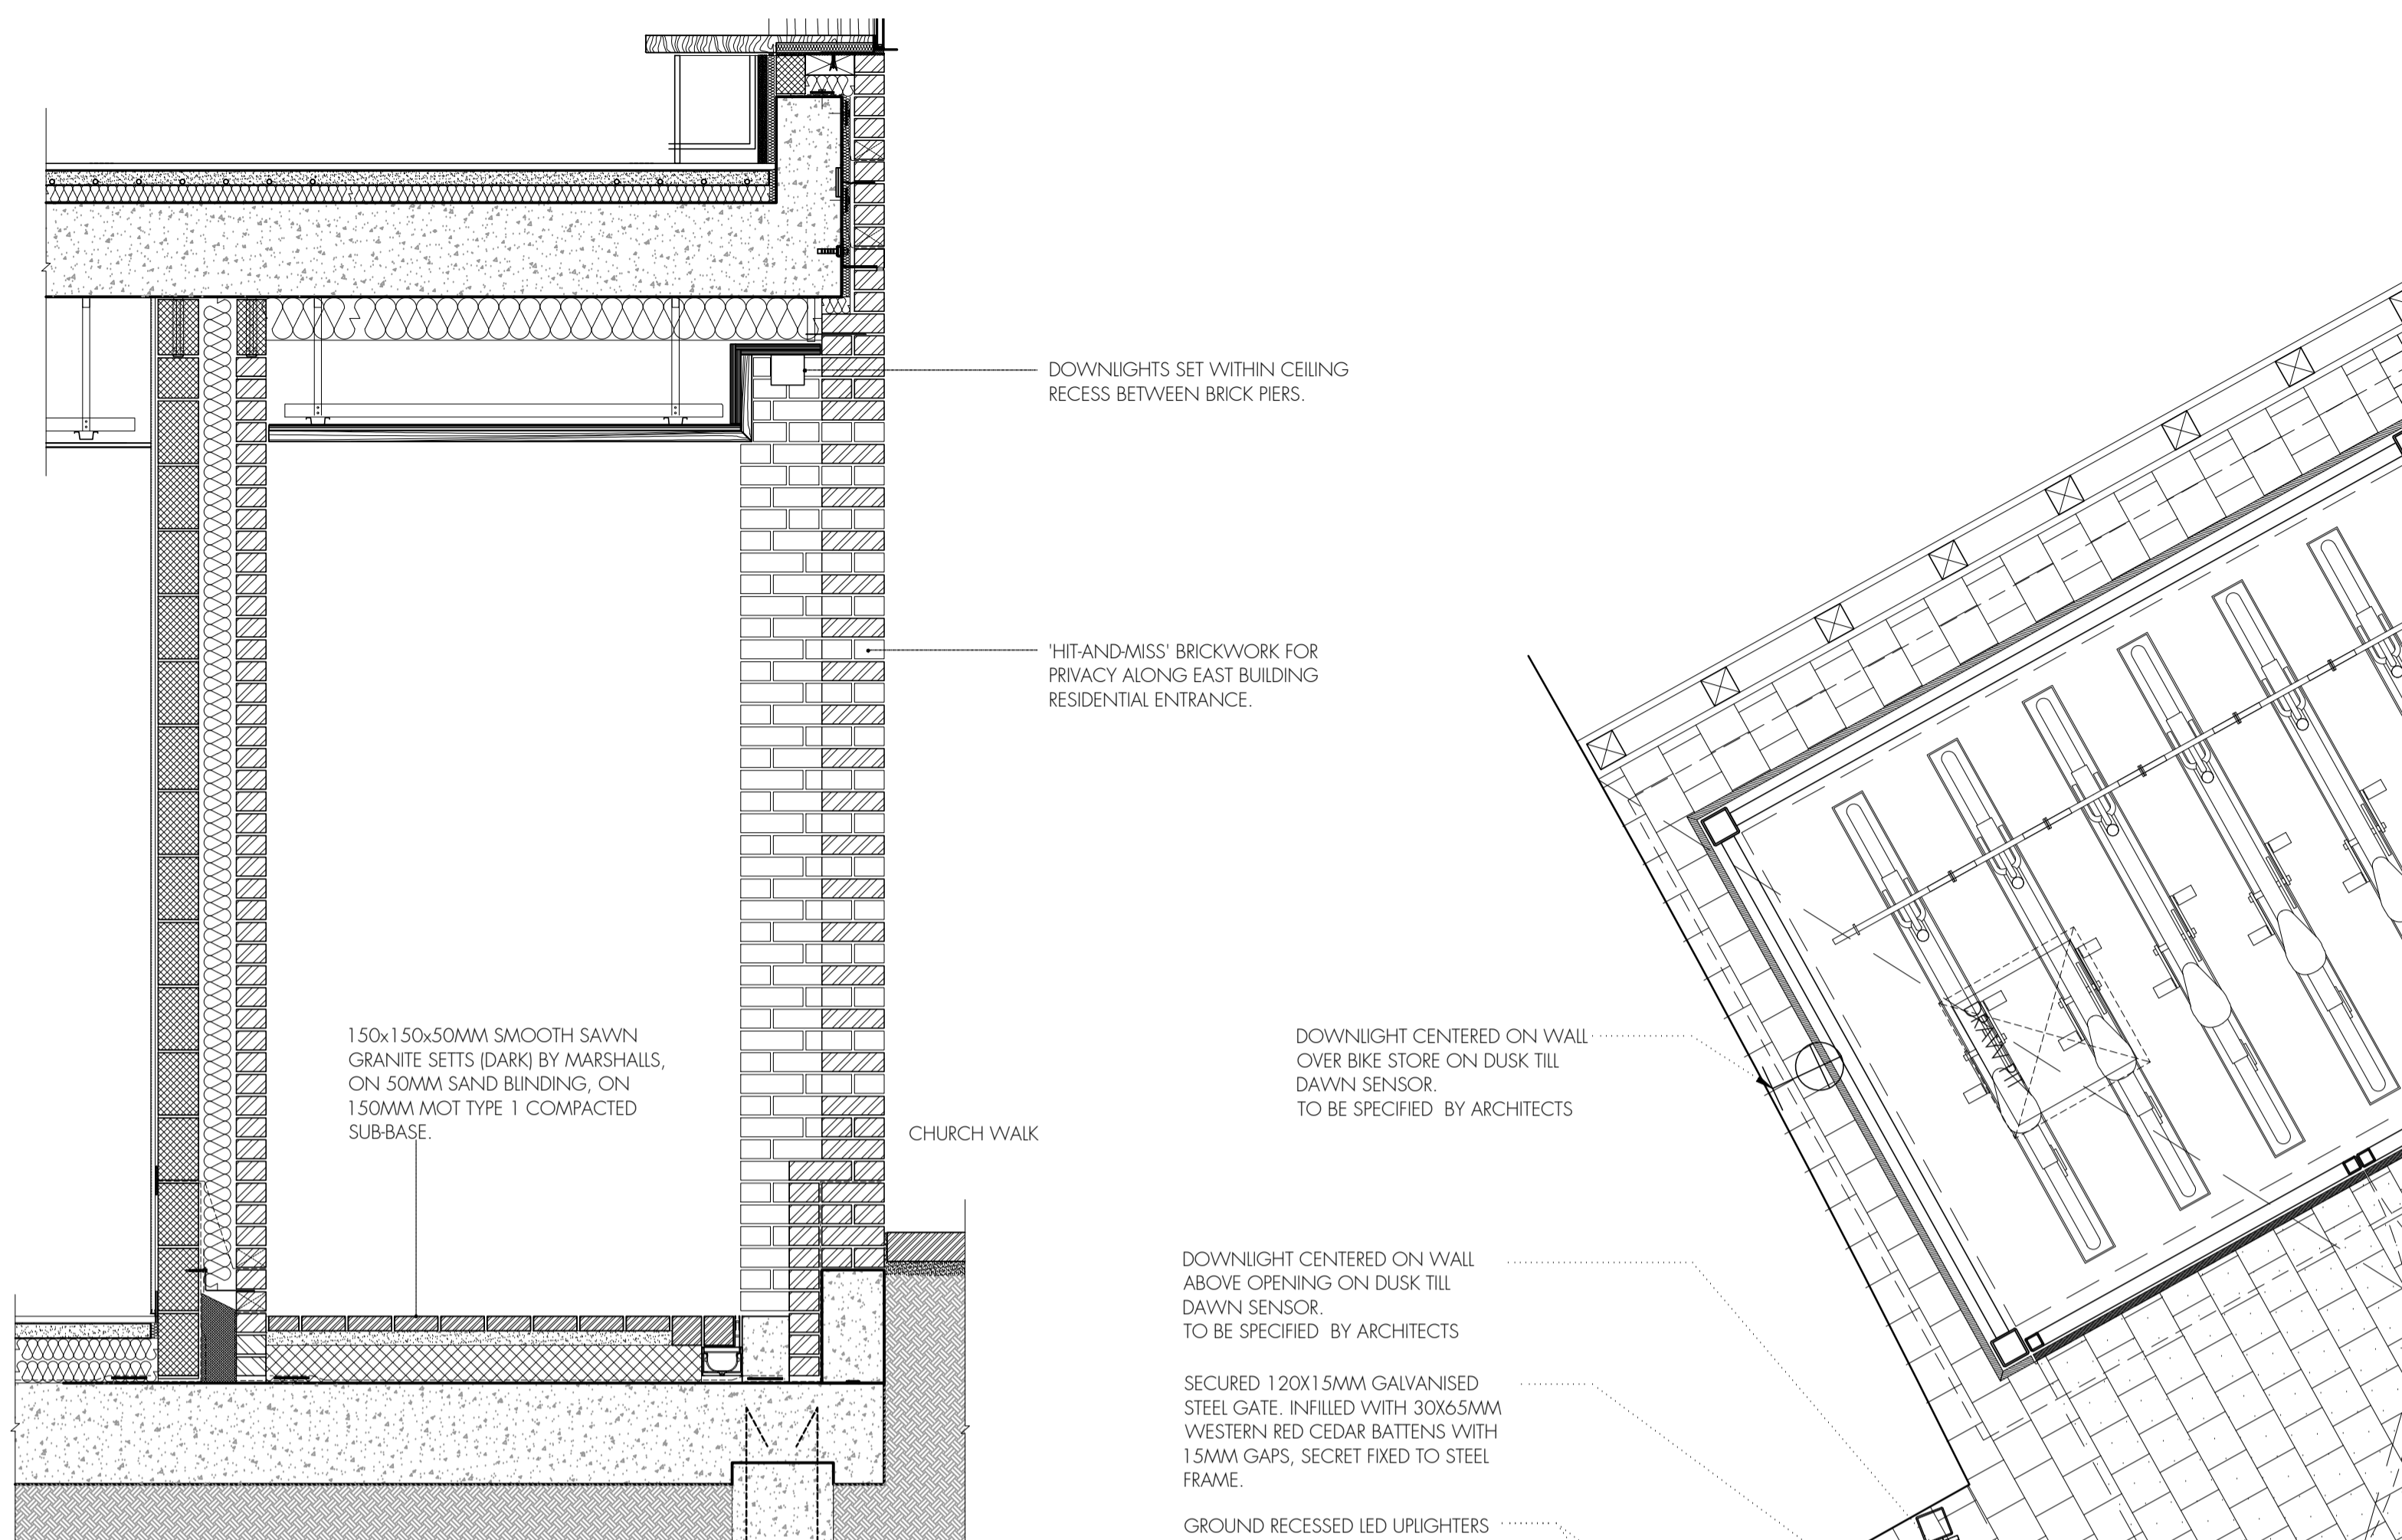 DOWNLIGHTS SET WITHIN CEILING
RECESS BETWEEN BRICK PIERS.
'HIT-AND-MISS' BRICKWORK FOR
PRIVACY ALONG EAST BUILDING
RESIDENTIAL ENTRANCE.
150x150x50MM SMOOTH SAWN
GRANITE SETTS (DARK) BY MARSHALLS,
ON 50MM SAND BLINDING, ON
150MM MOT TYPE 1 COMPACTED
SUB-BASE.
CHURCH WALK
DOWNLIGHT CENTERED ON WALL
OVER BIKE STORE ON DUSK TILL
DAWN SENSOR.
TO BE SPECIFIED BY ARCHITECTS
DOWNLIGHT CENTERED ON WALL
ABOVE OPENING ON DUSK TILL
DAWN SENSOR.
TO BE SPECIFIED BY ARCHITECTS
SECURED 120X15MM GALVANISED
STEEL GATE. INFILLED WITH 30X65MM
WESTERN RED CEDAR BATTENS WITH
15MM GAPS, SECRET FIXED TO STEEL
FRAME.
GROUND RECESSED LED UPLIGHTERS